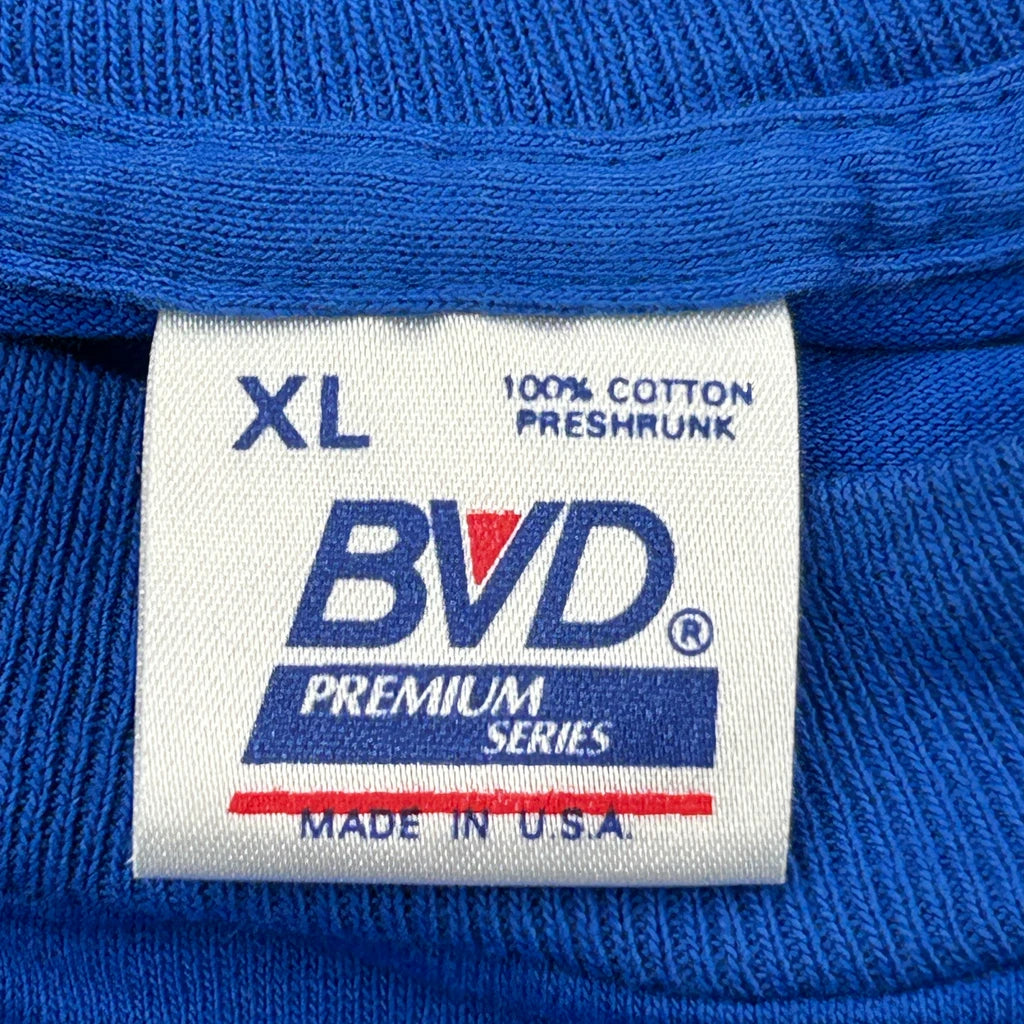 XL
100% COTTON
PRESHRUNK
BVD®
PREMIUM
SERIES
MADE IN U.S.A.